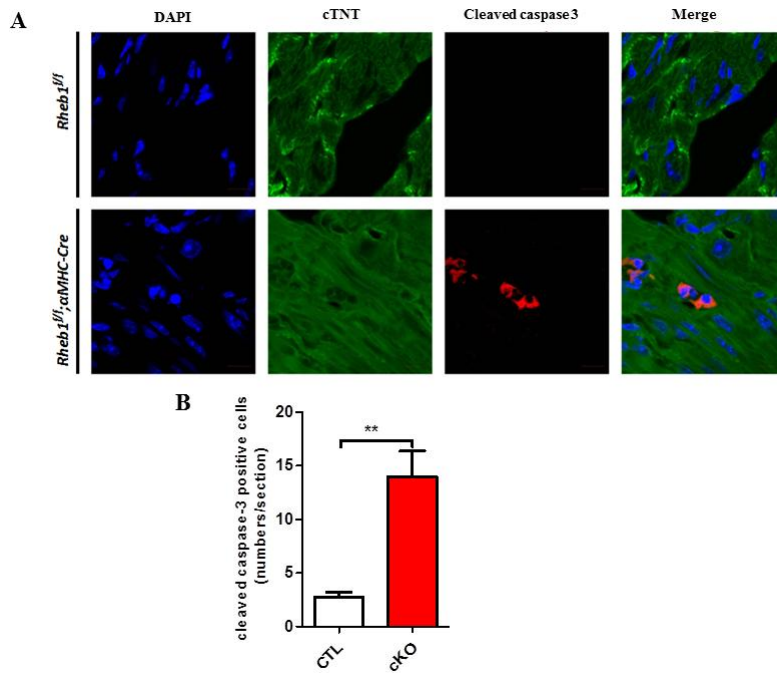 A
DAPI cTNT Cleaved caspase3 Merge
Rheb1f/f
Rheb1f/f;αMHC-Cre
B
cleaved caspase-3 positive cells
(numbers/section)
20
15
10
5
0
**
CTL cKO